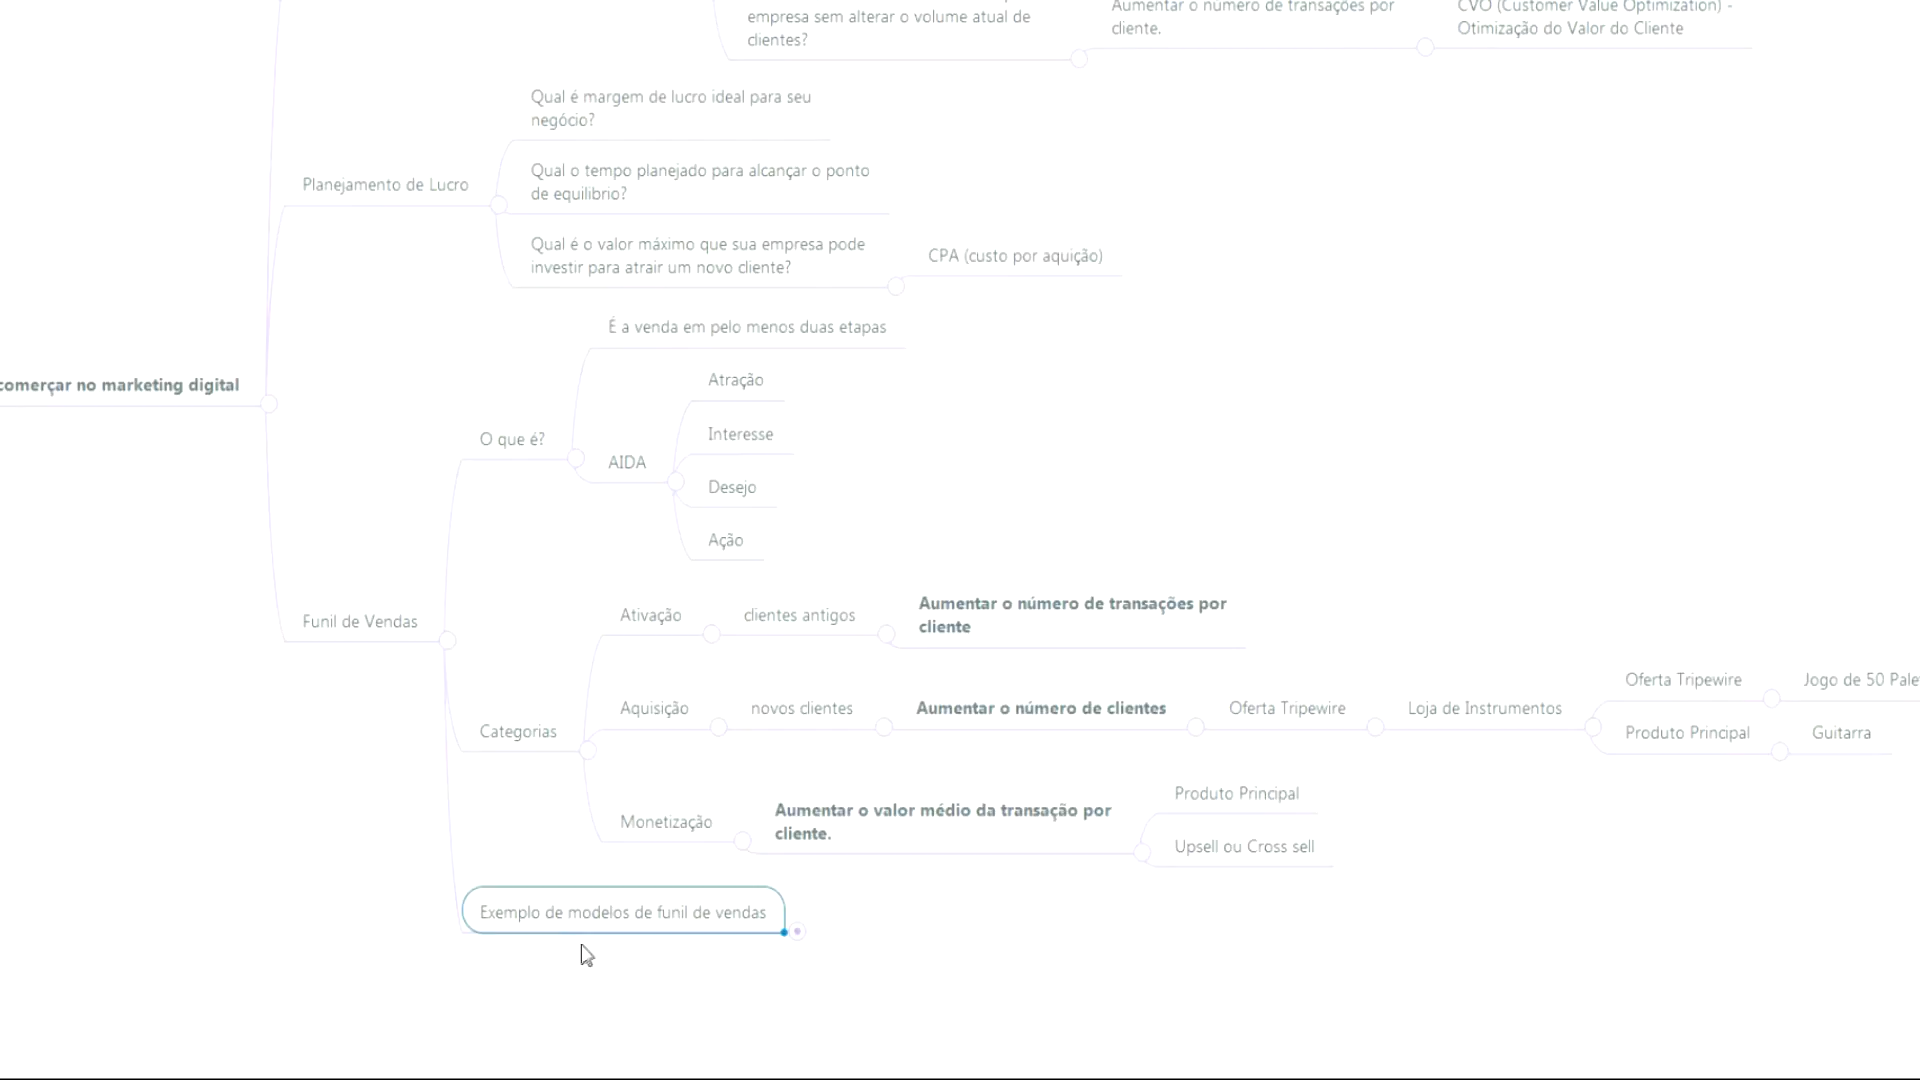 empresa sem alterar o volume atual de
clientes?
Aumentar o número de transações por
cliente.
CVO (Customer Value Optimization) -
Otimização do Valor do Cliente
Qual é margem de lucro ideal para seu
negócio?
Planejamento de Lucro
Qual o tempo planejado para alcançar o ponto
de equilibrio?
Qual é o valor máximo que sua empresa pode
investir para atrair um novo cliente?
CPA (custo por aquição)
É a venda em pelo menos duas etapas
comerçar no marketing digital
O que é?
AIDA
Atração
Interesse
Desejo
Ação
Funil de Vendas
Categorias
Ativação
clientes antigos
Aumentar o número de transações por
cliente
Aquisição
novos clientes
Aumentar o número de clientes
Oferta Tripewire
Loja de Instrumentos
Oferta Tripewire
Jogo de 50 Pale
Produto Principal
Guitarra
Monetização
Aumentar o valor médio da transação por
cliente.
Produto Principal
Upsell ou Cross sell
Exemplo de modelos de funil de vendas